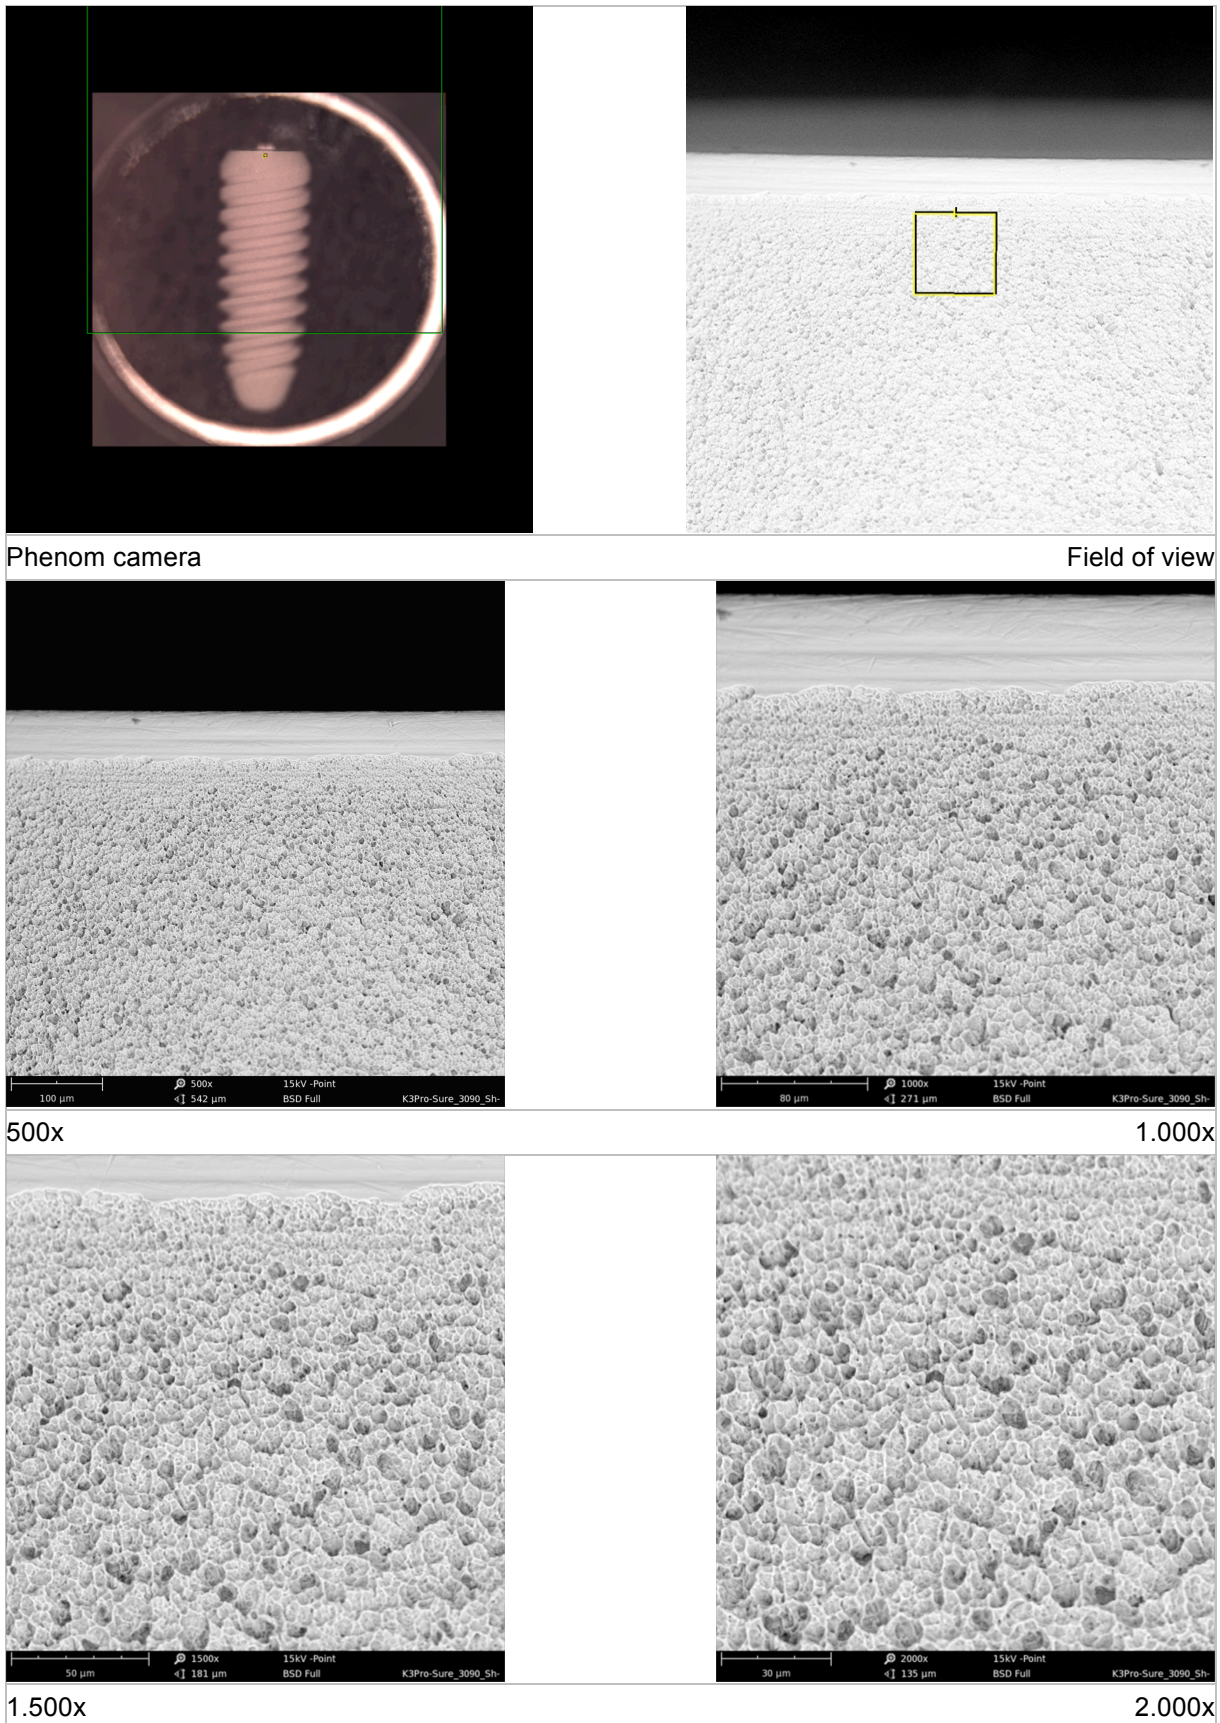 Phenom camera
Field of view
100 µm
500x
542 µm
15kV -Point
BSD Full
K3Pro-Sure_3090_Sh-
80 µm
1000x
271 µm
15kV -Point
BSD Full
K3Pro-Sure_3090_Sh-
500x
1.000x
50 µm
1500x
181 µm
15kV -Point
BSD Full
K3Pro-Sure_3090_Sh-
30 µm
2000x
135 µm
15kV -Point
BSD Full
K3Pro-Sure_3090_Sh-
1.500x
2.000x